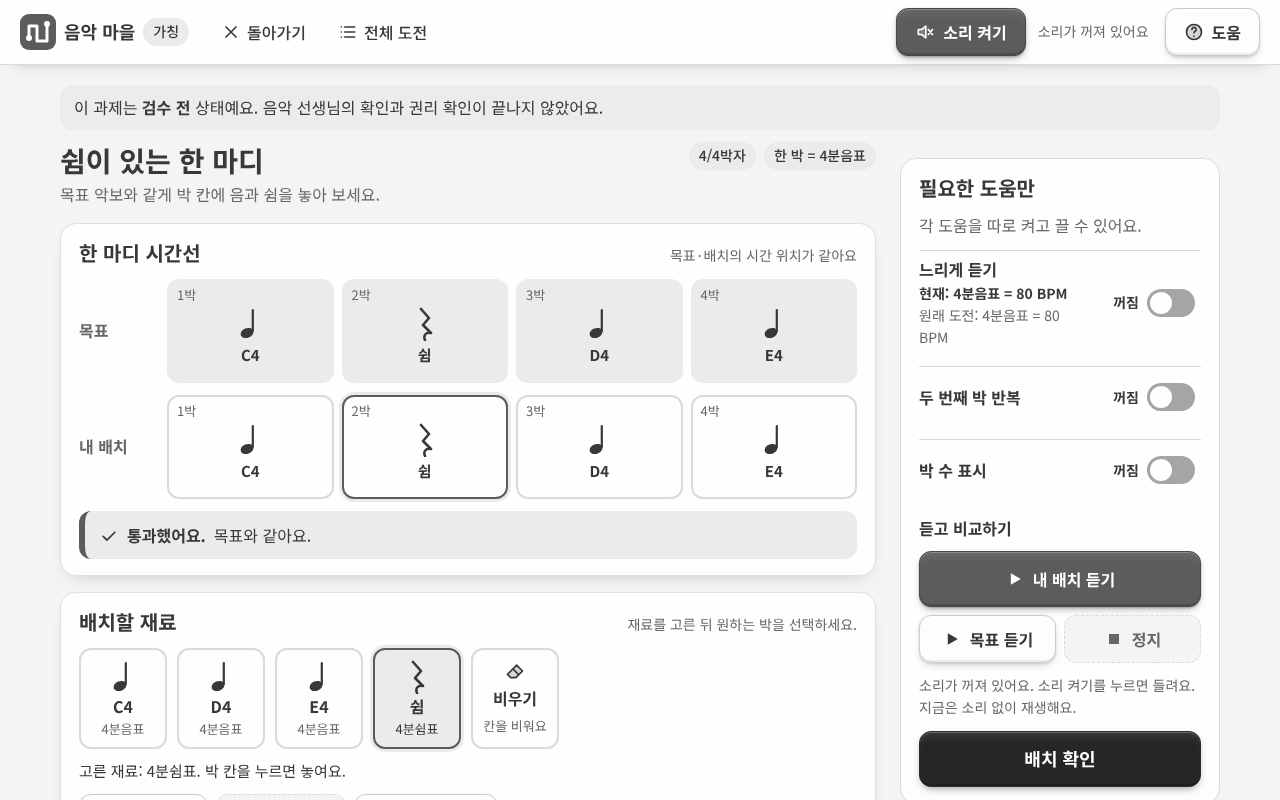 음악 마을 가칭 돌아가기 전체 도전 소리 켜기 소리가 꺼져 있어요 도움
이 과제는 검수 전 상태예요. 음악 선생님의 확인과 권리 확인이 끝나지 않았어요.
쉼이 있는 한 마디
4/4박자 한 박 = 4분음표
목표 악보와 같게 박 칸에 음과 쉼을 놓아 보세요.
한 마디 시간선
목표·배치의 시간 위치가 같아요
목표
1박 2박 3박 4박
C4 쉼 D4 E4
내 배치
1박 2박 3박 4박
C4 쉼 D4 E4
통과했어요. 목표와 같아요.
배치할 재료
재료를 고른 뒤 원하는 박을 선택하세요.
C4 D4 E4 쉼 비우기
4분음표 4분음표 4분음표 4분쉼표 칸을 비워요
고른 재료: 4분쉼표. 박 칸을 누르면 놓여요.
필요한 도움만
각 도움을 따로 켜고 끌 수 있어요.
느리게 듣기
현재: 4분음표 = 80 BPM
원래 도전: 4분음표 = 80
BPM
꺼짐
두 번째 박 반복 꺼짐
박 수 표시 꺼짐
듣고 비교하기
내 배치 듣기
목표 듣기 정지
소리가 꺼져 있어요. 소리 켜기를 누르면 들려요.
지금은 소리 없이 재생해요.
배치 확인